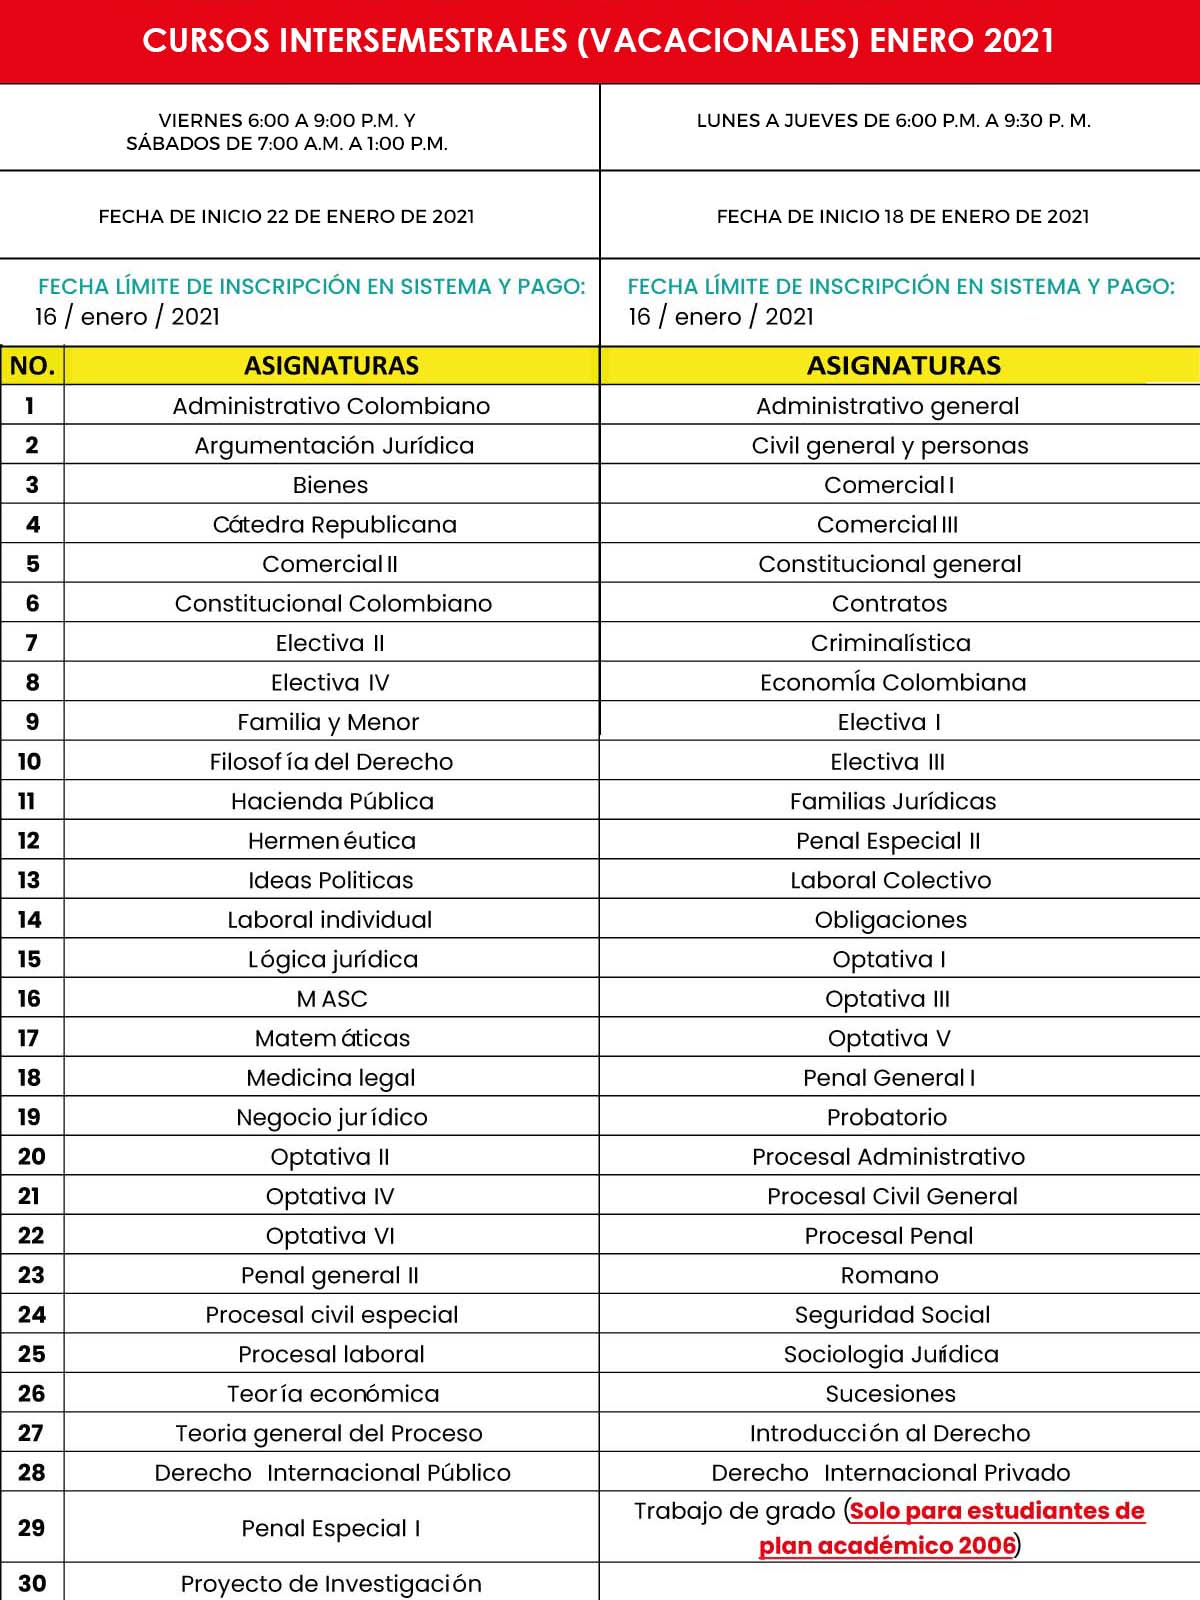 CURSOS INTERSEMESTRALES (VACACIONALES) ENERO 2021
VIERNES 6:00 A 9:00 P.M. Y
SÁBADOS DE 7:00 A.M. A 1:00 P.M.
LUNES A JUEVES DE 6:00 P.M. A 9:30 P. M.
FECHA DE INICIO 22 DE ENERO DE 2021
FECHA DE INICIO 18 DE ENERO DE 2021
FECHA LÍMITE DE INSCRIPCIÓN EN SISTEMA Y PAGO:
16 / enero / 2021
FECHA LÍMITE DE INSCRIPCIÓN EN SISTEMA Y PAGO:
16 / enero / 2021
NO. ASIGNATURAS ASIGNATURAS
1 Administrativo Colombiano Administrativo general
2 Argumentación Jurídica Civil general y personas
3 Bienes Comercial I
4 Cátedra Republicana Comercial III
5 Comercial II Constitucional general
6 Constitucional Colombiano Contratos
7 Electiva II Criminalística
8 Electiva IV EconomÍa Colombiana
9 Familia y Menor Electiva I
10 Filosofía del Derecho Electiva III
11 Hacienda Pública Familias Jurídicas
12 Hermenéutica Penal Especial II
13 Ideas Politicas Laboral Colectivo
14 Laboral individual Obligaciones
15 Lógica jurídica Optativa I
16 MASC Optativa III
17 Matemáticas Optativa V
18 Medicina legal Penal General I
19 Negocio jurídico Probatorio
20 Optativa II Procesal Administrativo
21 Optativa IV Procesal Civil General
22 Optativa VI Procesal Penal
23 Penal general II Romano
24 Procesal civil especial Seguridad Social
25 Procesal laboral Sociologia Jurídica
26 Teoría económica Sucesiones
27 Teoria general del Proceso Introducción al Derecho
28 Derecho Internacional Público Derecho Internacional Privado
29 Penal Especial I Trabajo de grado (Solo para estudiantes de
plan académico 2006)
30 Proyecto de Investigación